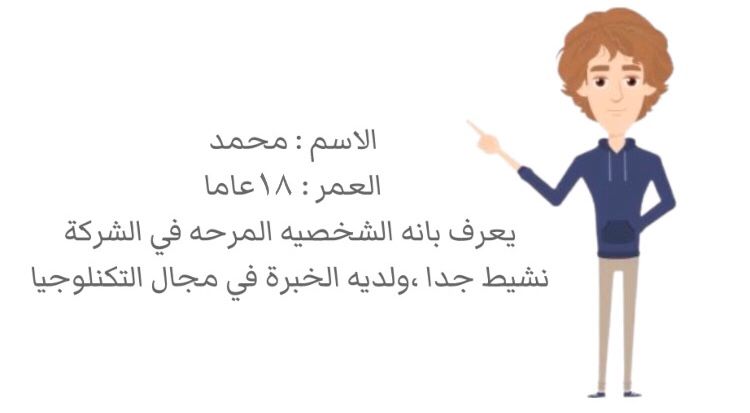 الاسم : محمد
العمر : ١٨عاما
يعرف بانه الشخصيه المرحه في الشركة
نشيط جدا ،ولديه الخبرة في مجال التكنلوجيا